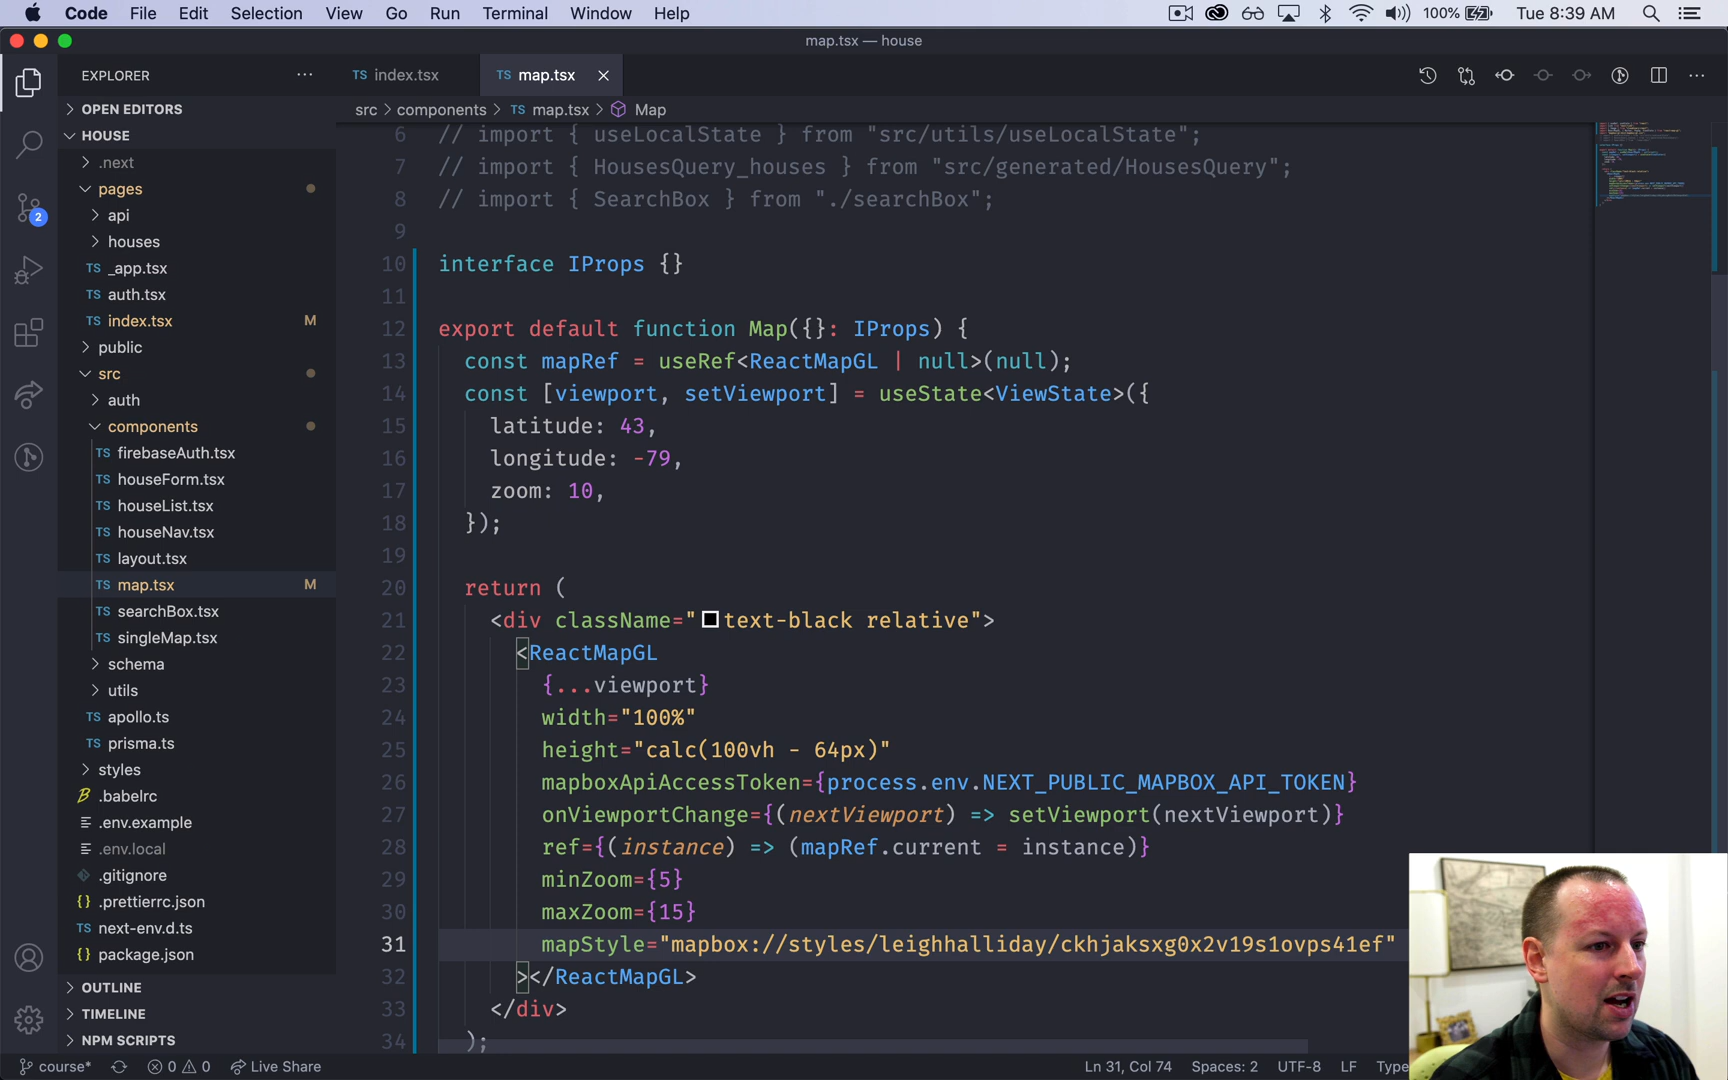 Code File Edit Selection View Go Run Terminal Window Help 100% Tue 8:39 AM
map.tsx — house
EXPLORER
TS index.tsx
TS map.tsx
OPEN EDITORS
src > components > TS map.tsx > Map
HOUSE
.next
pages
api
houses
TS _app.tsx
TS auth.tsx
TS index.tsx M
public
src
auth
components
TS firebaseAuth.tsx
TS houseForm.tsx
TS houseList.tsx
TS houseNav.tsx
TS layout.tsx
TS map.tsx M
TS searchBox.tsx
TS singleMap.tsx
schema
utils
TS apollo.ts
TS prisma.ts
styles
.babelrc
.env.example
.env.local
.gitignore
{} .prettierrc.json
TS next-env.d.ts
{} package.json
OUTLINE
TIMELINE
NPM SCRIPTS
2
6 // import { useLocalState } from "src/utils/useLocalState";
7 // import { HousesQuery_houses } from "src/generated/HousesQuery";
8 // import { SearchBox } from "./searchBox";
9
10 interface IProps {}
11
12 export default function Map({}: IProps) {
13 const mapRef = useRef<ReactMapGL | null>(null);
14 const [viewport, setViewport] = useState<ViewState>({
15 latitude: 43,
16 longitude: -79,
17 zoom: 10,
18 });
19
20 return (
21 <div className="text-black relative">
22 <ReactMapGL
23 {...viewport}
24 width="100%"
25 height="calc(100vh - 64px)"
26 mapboxApiAccessToken={process.env.NEXT_PUBLIC_MAPBOX_API_TOKEN}
27 onViewportChange={(nextViewport) => setViewport(nextViewport)}
28 ref={(instance) => (mapRef.current = instance)}
29 minZoom={5}
30 maxZoom={15}
31 mapStyle="mapbox://styles/leighhalliday/ckhjaksxg0x2v19s1ovps41ef"
32 ></ReactMapGL>
33 </div>
34 );
course* 0 0 Live Share Ln 31, Col 74 Spaces: 2 UTF-8 LF Type